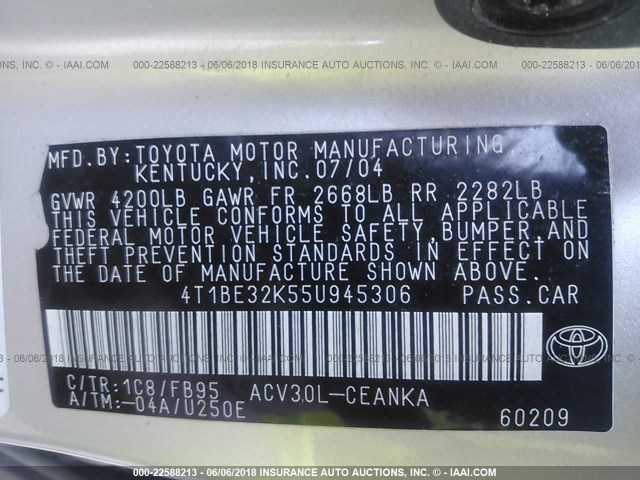 000-22588213 - 06/06/2018 INSURANCE AUTO AUCTIONS, INC. © - IAAI.COM
MFD.BY: TOYOTA MOTOR MANUFACTURING,
KENTUCKY, INC. 07/04
GVWR 4200LB GAWR FR 2668LB RR 2282LB
THIS VEHICLE CONFORMS TO ALL APPLICABLE
FEDERAL MOTOR VEHICLE SAFETY, BUMPER, AND
THEFT PREVENTION STANDARDS IN EFFECT ON
THE DATE OF MANUFACTURE SHOWN ABOVE.
4T1BE32K55U945306 PASS.CAR
C/TR:1C8/FB95 ACV30L-CEANKA
A/TM:-04A/U250E
60209
000-22588213 - 06/06/2018 INSURANCE AUTO AUCTIONS, INC. © - IAAI.COM